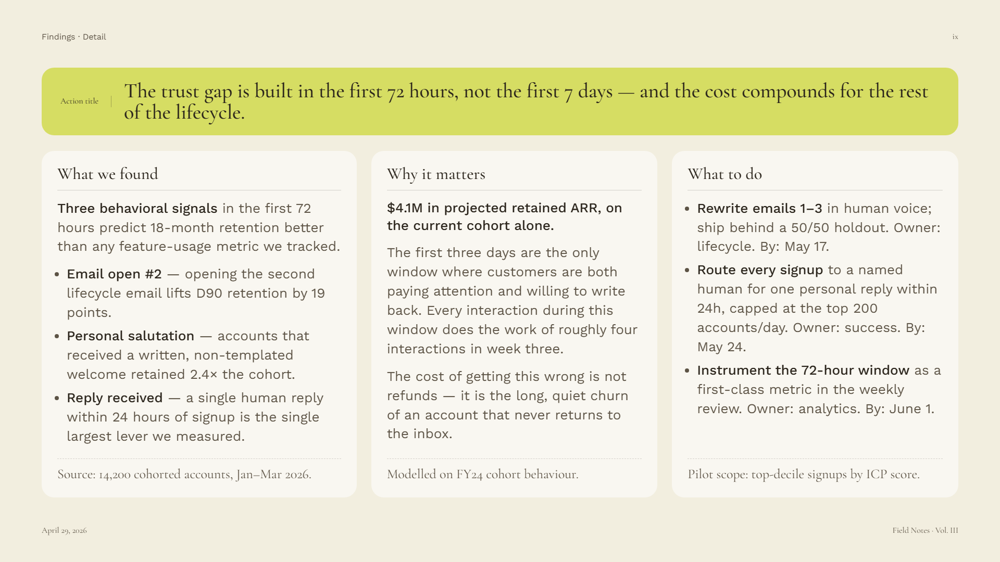 Findings · Detail
ix
Action title
The trust gap is built in the first 72 hours, not the first 7 days — and the cost compounds for the rest
of the lifecycle.
What we found
Three behavioral signals in the first 72
hours predict 18-month retention better
than any feature-usage metric we tracked.
• Email open #2 — opening the second
lifecycle email lifts D90 retention by 19
points.
• Personal salutation — accounts that
received a written, non-templated
welcome retained 2.4× the cohort.
• Reply received — a single human reply
within 24 hours of signup is the single
largest lever we measured.
Source: 14,200 cohorted accounts, Jan–Mar 2026.
Why it matters
$4.1M in projected retained ARR, on
the current cohort alone.
The first three days are the only
window where customers are both
paying attention and willing to write
back. Every interaction during this
window does the work of roughly four
interactions in week three.
The cost of getting this wrong is not
refunds — it is the long, quiet churn
of an account that never returns to
the inbox.
Modelled on FY24 cohort behaviour.
What to do
• Rewrite emails 1–3 in human voice;
ship behind a 50/50 holdout. Owner:
lifecycle. By: May 17.
• Route every signup to a named
human for one personal reply within
24h, capped at the top 200
accounts/day. Owner: success. By:
May 24.
• Instrument the 72-hour window as a
first-class metric in the weekly
review. Owner: analytics. By: June 1.
Pilot scope: top-decile signups by ICP score.
April 29, 2026
Field Notes · Vol. III